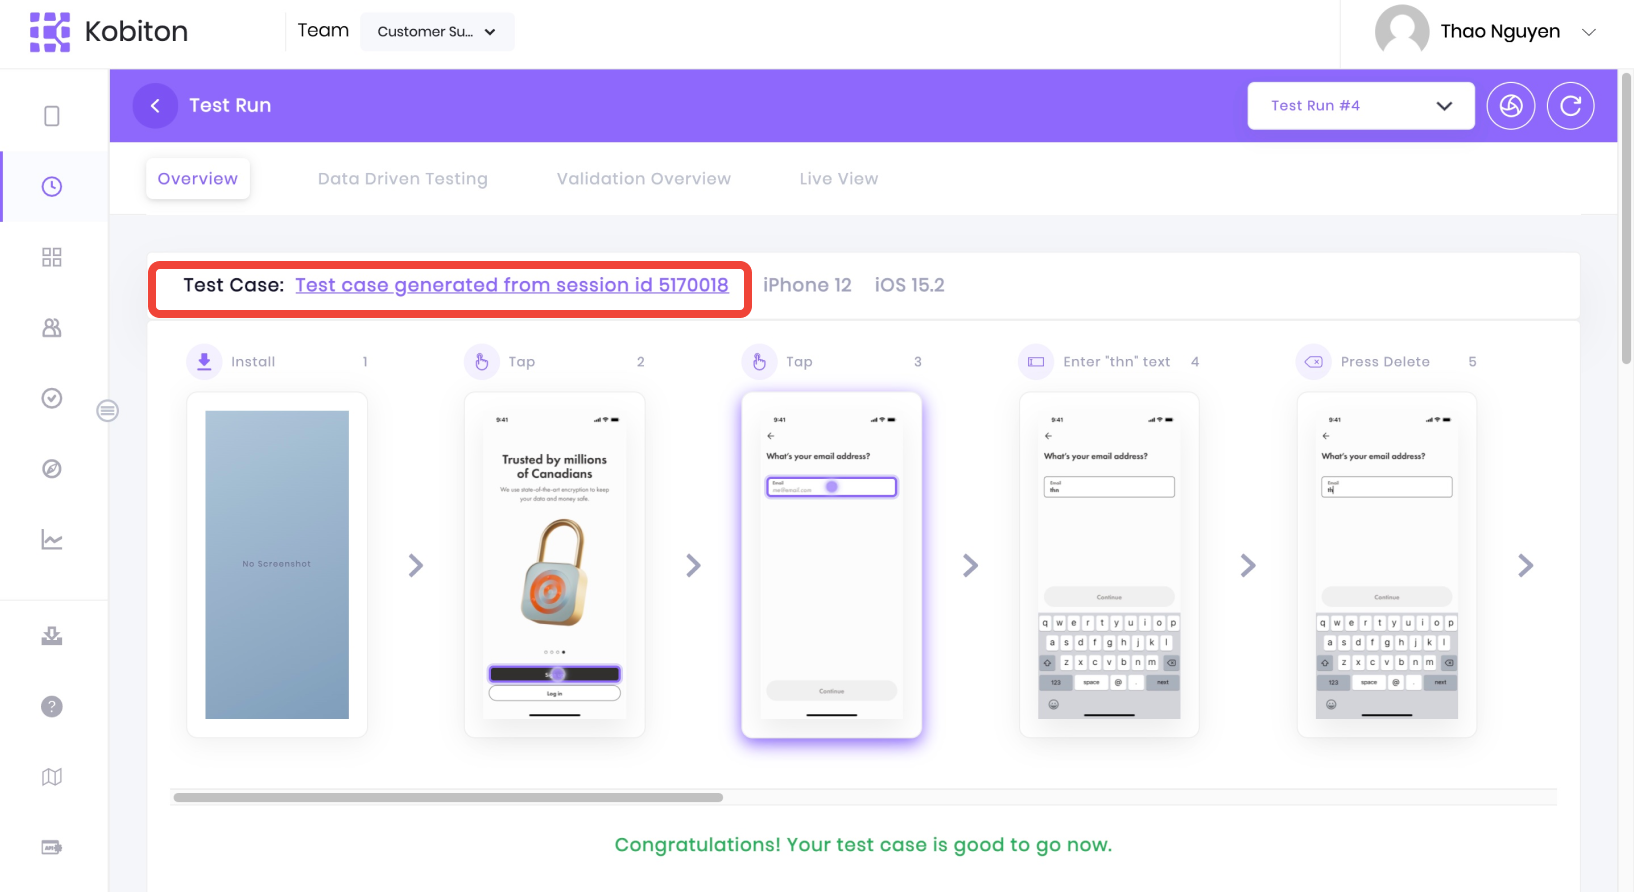 Kobiton
Team
Customer Su...
Thao Nguyen
Test Run
Test Run #4
Overview
Data Driven Testing
Validation Overview
Live View
Test Case: Test case generated from session id 5170018 iPhone 12 iOS 15.2
Install 1
Tap 2
Tap 3
Enter "thn" text 4
Press Delete 5
No Screenshot
9:41
Trusted by millions
of Canadians
We use state-of-the-art encryption to keep
your data and money safe.
Log in
9:41
What's your email address?
Email
me@email.com
Continue
9:41
What's your email address?
Email
thn
Continue
q w e r t y u i o p
a s d f g h j k l
z x c v b n m
123 space @ . next
9:41
What's your email address?
Email
th
Continue
q w e r t y u i o p
a s d f g h j k l
z x c v b n m
123 space @ . next
Congratulations! Your test case is good to go now.